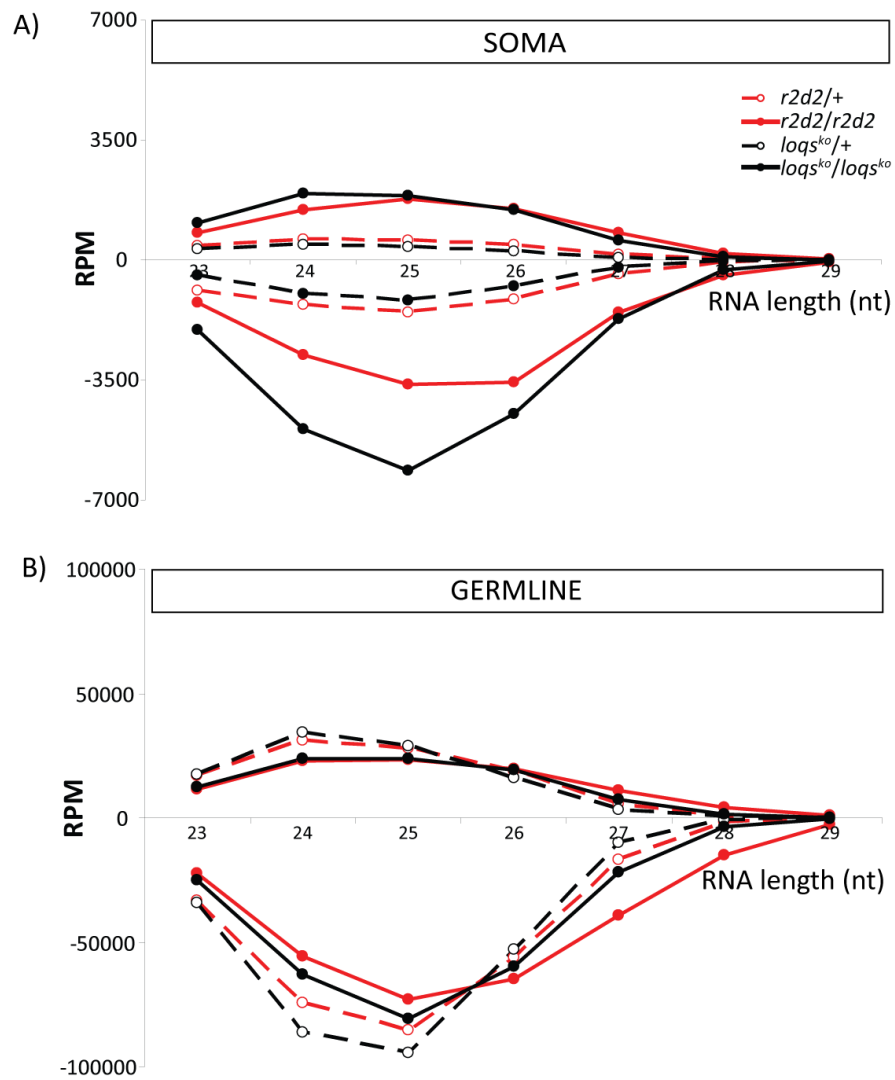 A)
SOMA
7000
3500
0
-3500
-7000
RPM
r2d2/+
r2d2/r2d2
loqsko/+
loqsko/loqsko
23 24 25 26 27 28 29
RNA length (nt)
B)
GERMLINE
100000
50000
0
-50000
-100000
RPM
23 24 25 26 27 28 29
RNA length (nt)